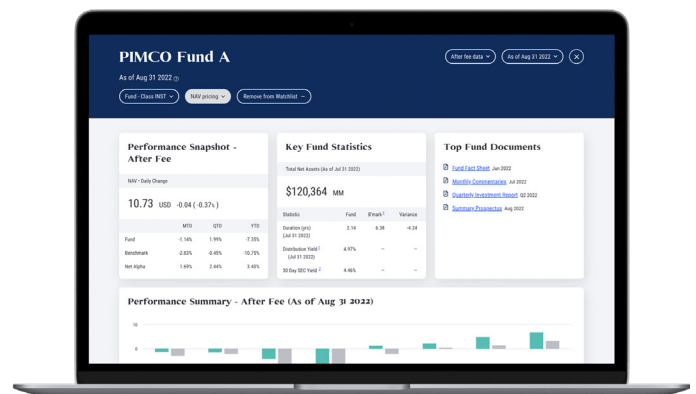 PIMCO Fund A
After fee data
As of Aug 31 2022
As of Aug 31 2022
Fund - Class INST
NAV pricing
Remove from Watchlist –
Performance Snapshot -
After Fee
NAV - Daily Change
10.73 USD -0.04 (-0.37%)
MTD QTD YTD
Fund -1.14% 1.99% -7.35%
Benchmark -2.83% -0.45% -10.75%
Net Alpha 1.69% 2.44% 3.40%
Key Fund Statistics
Total Net Assets (As of Jul 31 2022)
$120,364 MM
Statistic Fund B'mark 1 Variance
Duration (yrs) 2.14 6.38 -4.24
(Jul 31 2022)
Distribution Yield 2 4.97% – –
(Jul 31 2022)
30 Day SEC Yield 3 4.46% – –
Top Fund Documents
Fund Fact Sheet Jun 2022
Monthly Commentaries Jul 2022
Quarterly Investment Report Q2 2022
Summary Prospectus Aug 2022
Performance Summary - After Fee (As of Aug 31 2022)
10
0